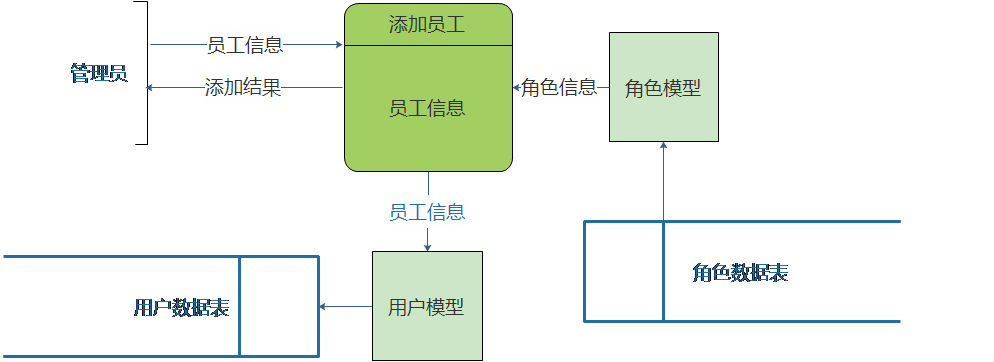 添加员工
员工信息
管理员
添加结果
员工信息
角色信息
角色模型
员工信息
角色数据表
用户数据表
用户模型